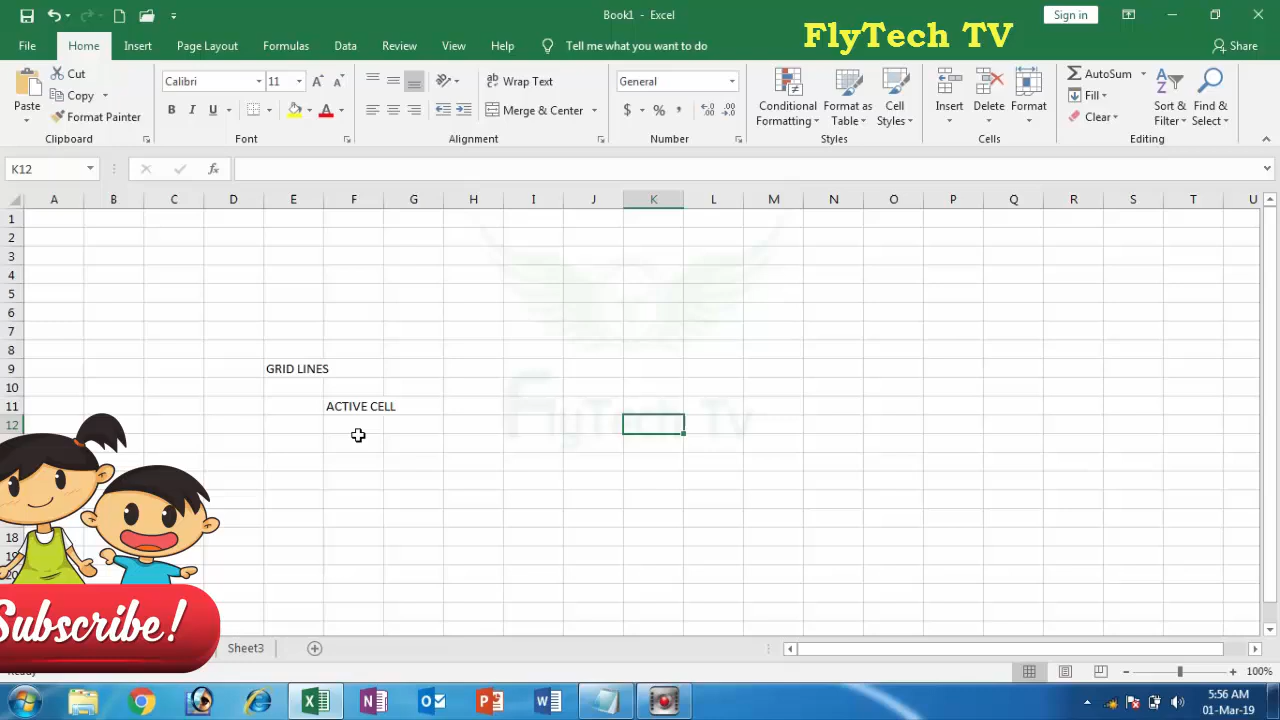 Book1 - Excel
Sign in
FlyTech TV
File Home Insert Page Layout Formulas Data Review View Help Tell me what you want to do Share
Paste
Cut
Copy
Format Painter
Clipboard
Calibri 11
B I U A
Font
Wrap Text
Merge & Center
Alignment
General
$ % ,
Number
Conditional Formatting
Format as Table
Cell Styles
Styles
Insert Delete Format
Cells
AutoSum
Fill
Clear
Sort & Filter
Find & Select
Editing
K12
fx
A B C D E F G H I J K L M N O P Q R S T U
1
2
3
4
5
6
7
8
9 GRID LINES
10
11 ACTIVE CELL
12
FlyTech Tv
18
19
Subscribe!
Sheet3
100%
5:56 AM
01-Mar-19